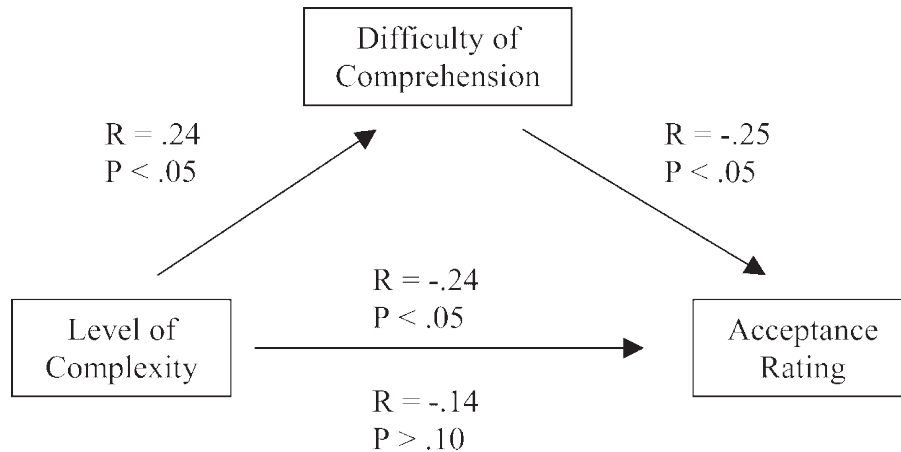 Difficulty of
Comprehension
R = .24
P < .05
R = -.25
P < .05
R = -.24
P < .05
Level of
Complexity
Acceptance
Rating
R = -.14
P > .10